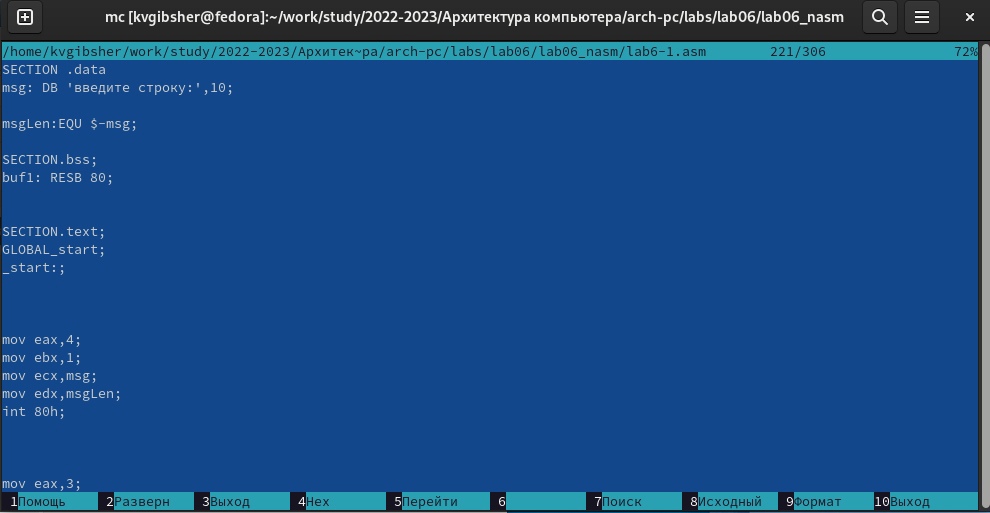 mc [kvgibsher@fedora]:~/work/study/2022-2023/Архитектура компьютера/arch-pc/labs/lab06/lab06_nasm
/home/kvgibsher/work/study/2022-2023/Архитек~ра/arch-pc/labs/lab06/lab06_nasm/lab6-1.asm 221/306 72%
SECTION .data
msg: DB 'введите строку:',10;
msgLen:EQU $-msg;
SECTION.bss;
buf1: RESB 80;
SECTION.text;
GLOBAL_start;
_start:;
mov eax,4;
mov ebx,1;
mov ecx,msg;
mov edx,msgLen;
int 80h;
mov eax,3;
1Помощь 2Разверн 3Выход 4Hex 5Перейти 6 7Поиск 8Исходный 9Формат 10Выход